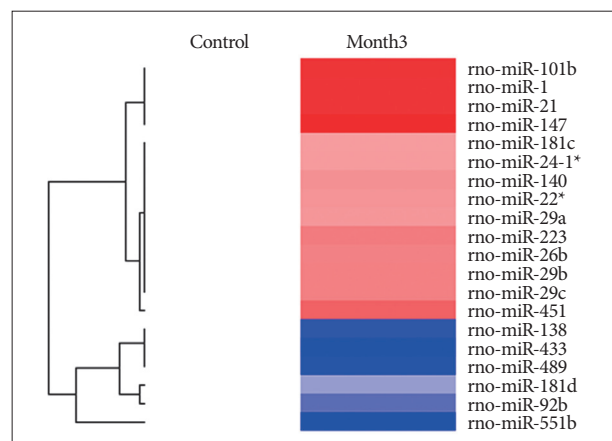 Control Month3
rno-miR-101b
rno-miR-1
rno-miR-21
rno-miR-147
rno-miR-181c
rno-miR-24-1*
rno-miR-140
rno-miR-22*
rno-miR-29a
rno-miR-223
rno-miR-26b
rno-miR-29b
rno-miR-29c
rno-miR-451
rno-miR-138
rno-miR-433
rno-miR-489
rno-miR-181d
rno-miR-92b
rno-miR-551b